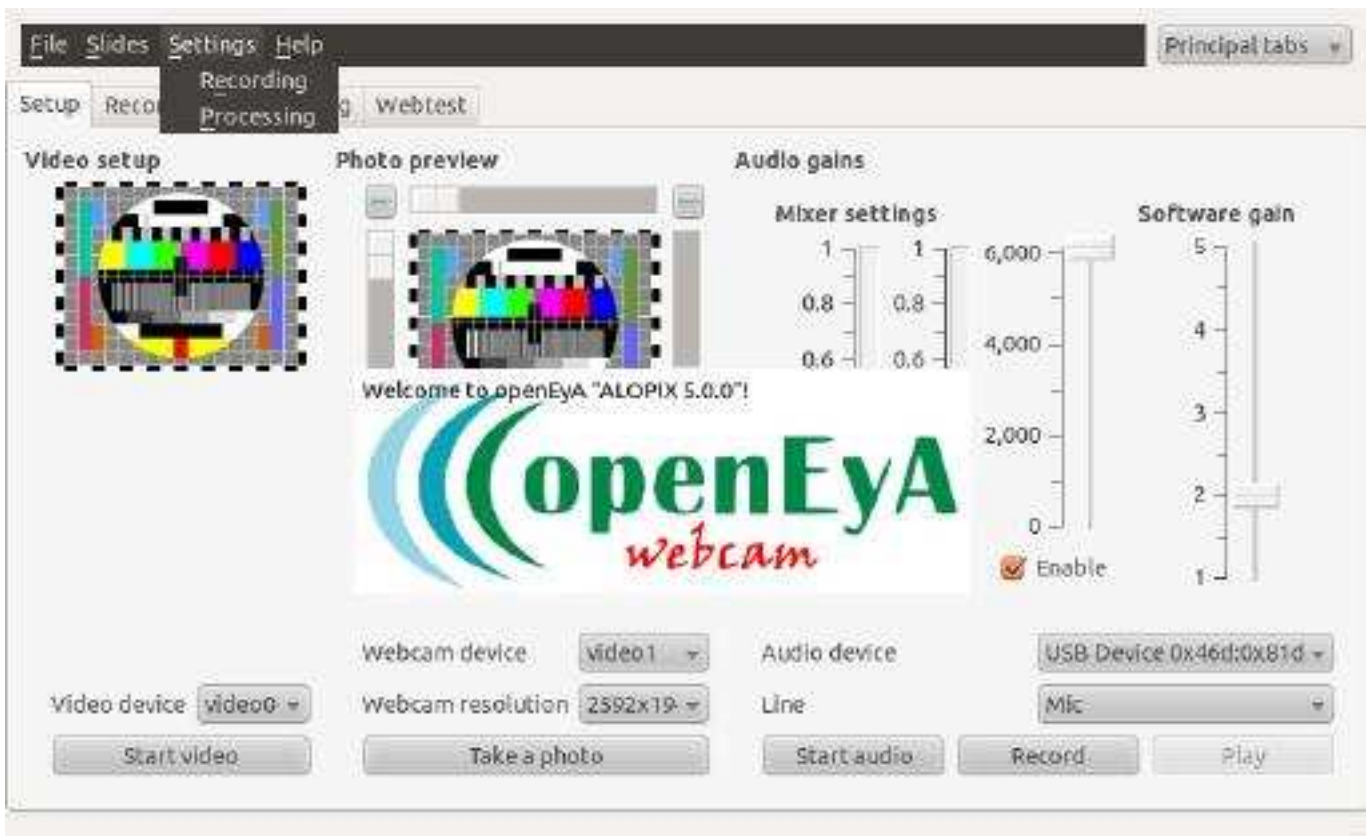 File Slides Settings Help
Principal tabs
Recording
Processing
Setup
Webtest
Video setup
Photo preview
Audio gains
Mixer settings
Software gain
1
1
6,000
5
0.8
0.8
4
4,000
0.6
0.6
3
Welcome to openEyA "ALOPIX 5.0.0"!
openEyA
webcam
2,000
2
0
Enable
1
Webcam device
video1
Audio device
USB Device 0x46d:0x81d
Video device
video0
Webcam resolution
2592x19
Line
Mic
Start video
Take a photo
Start audio
Record
Play